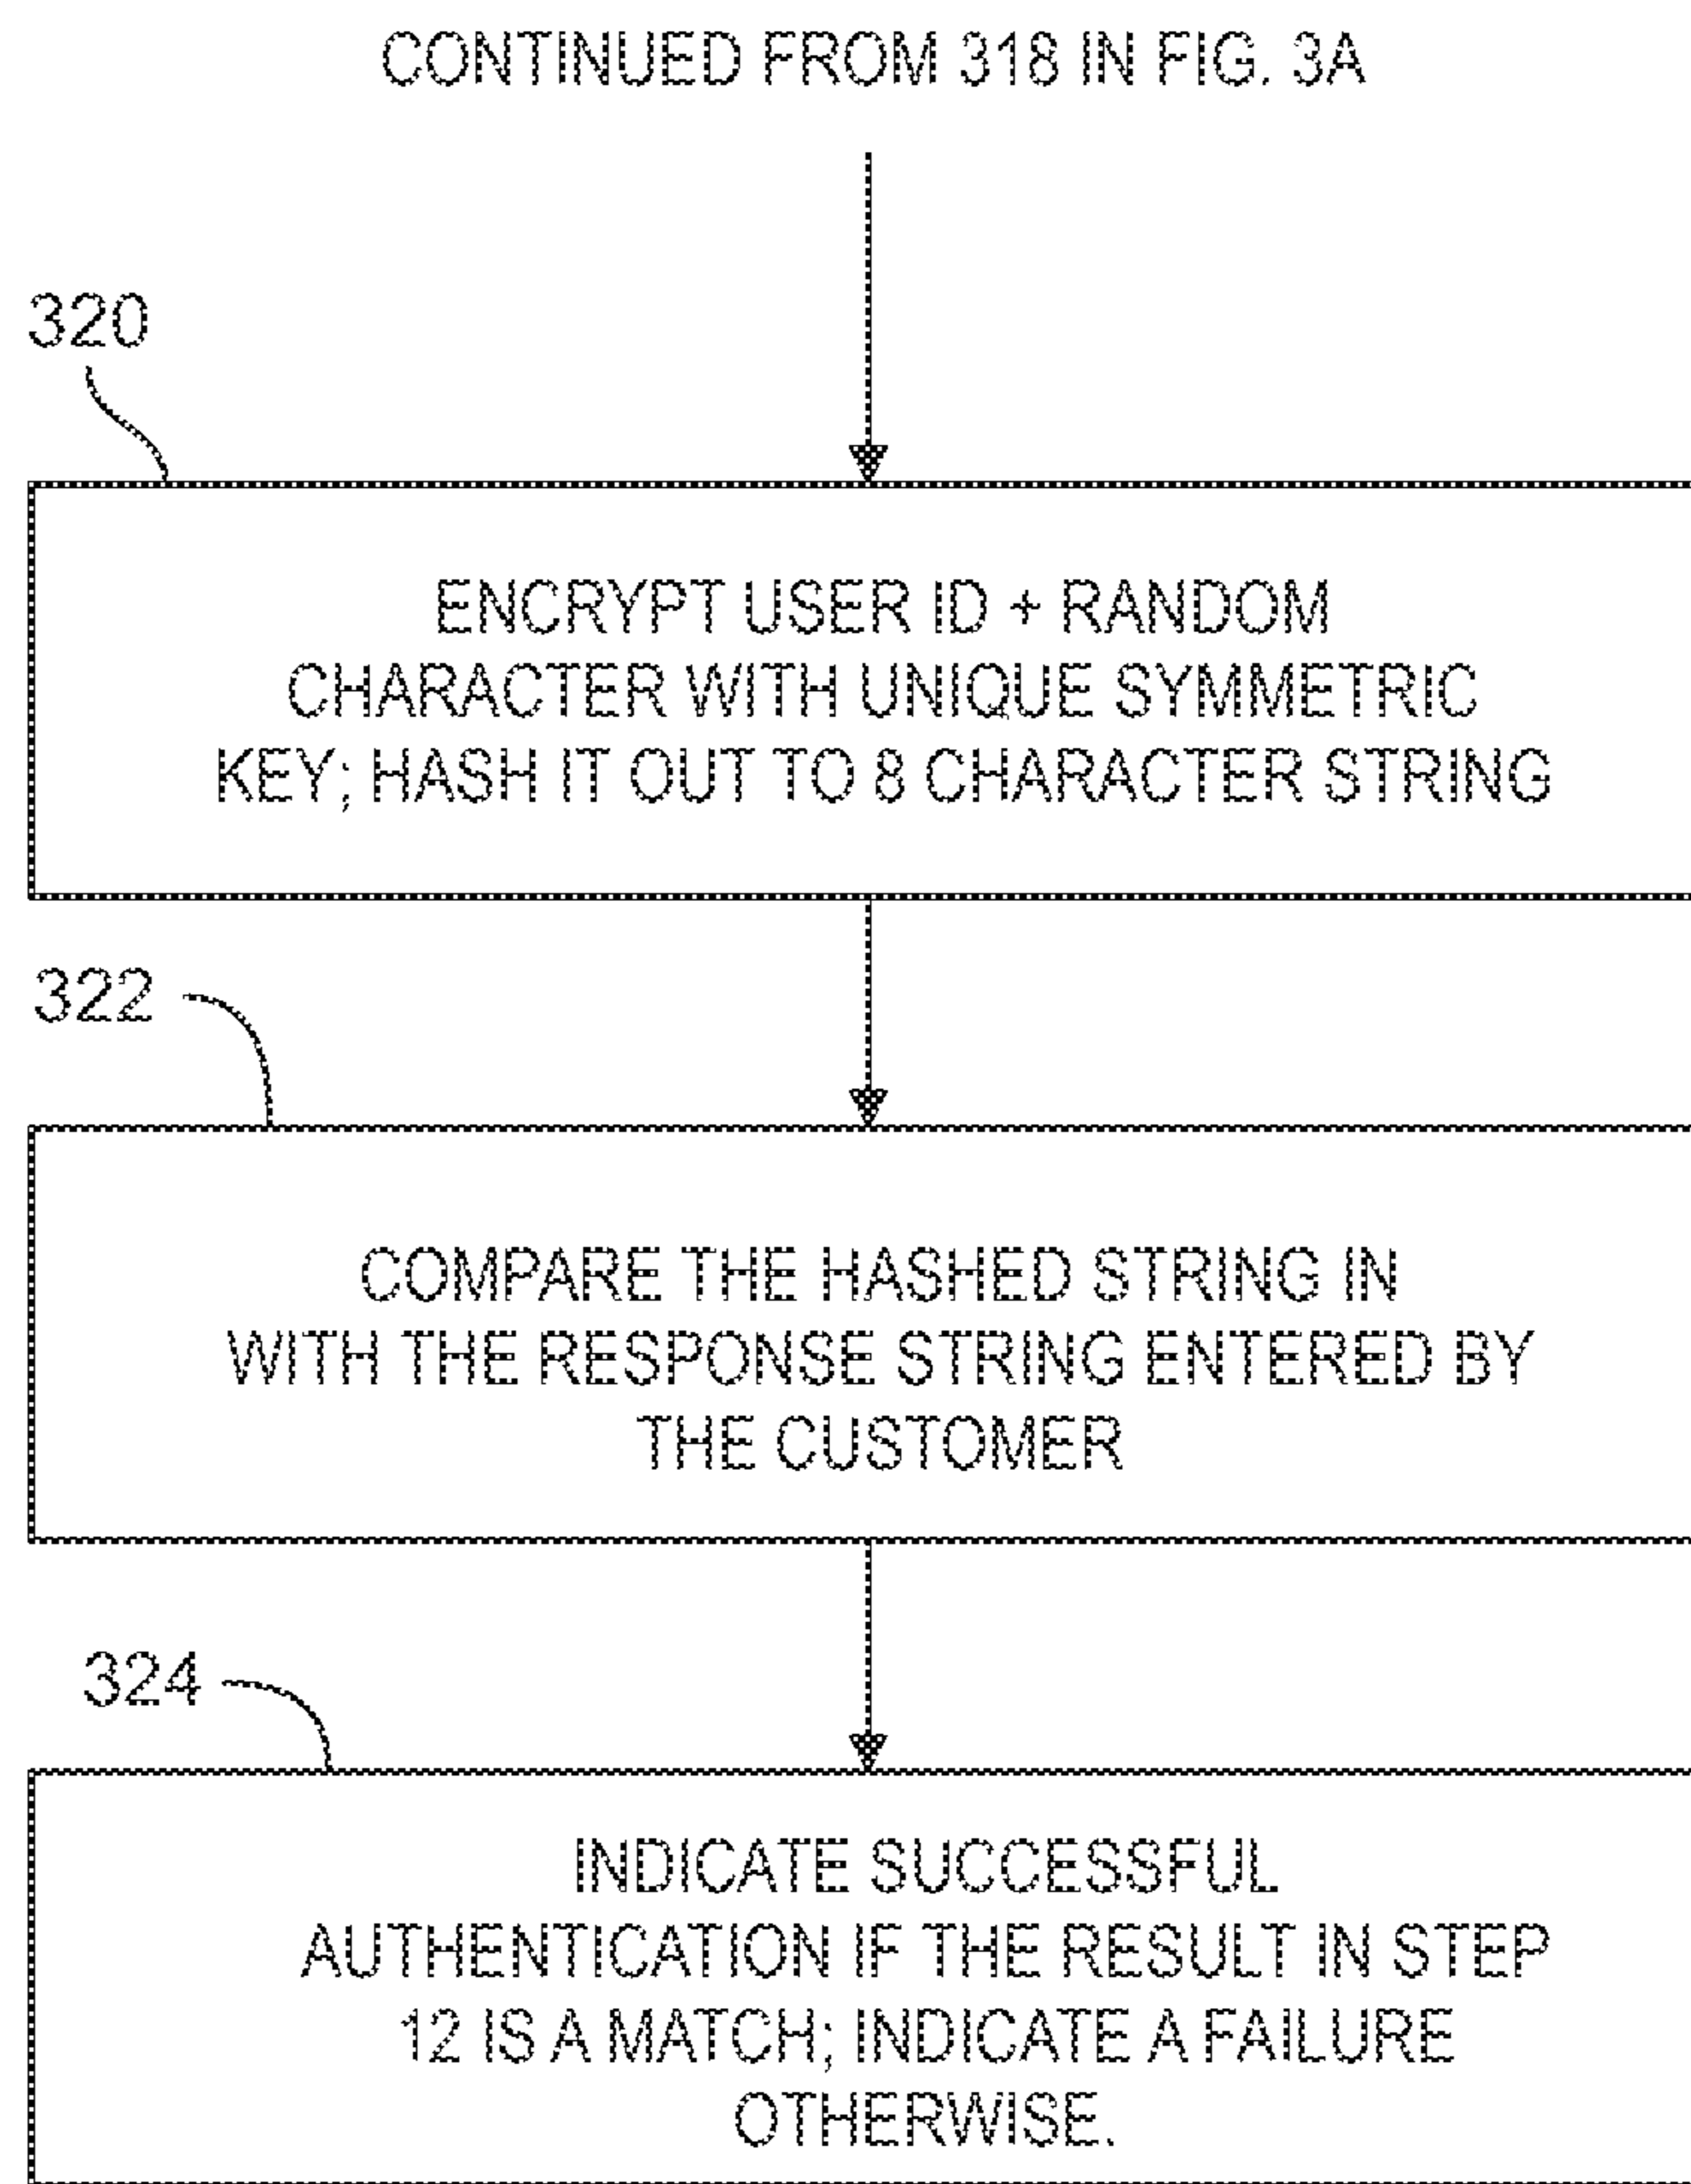 CONTINUED FROM 318 IN FIG. 3A
320
ENCRYPT USER ID + RANDOM
CHARACTER WITH UNIQUE SYMMETRIC
KEY; HASH IT OUT TO 8 CHARACTER STRING
322
COMPARE THE HASHED STRING IN
WITH THE RESPONSE STRING ENTERED BY
THE CUSTOMER
324
INDICATE SUCCESSFUL
AUTHENTICATION IF THE RESULT IN STEP
12 IS A MATCH; INDICATE A FAILURE
OTHERWISE.